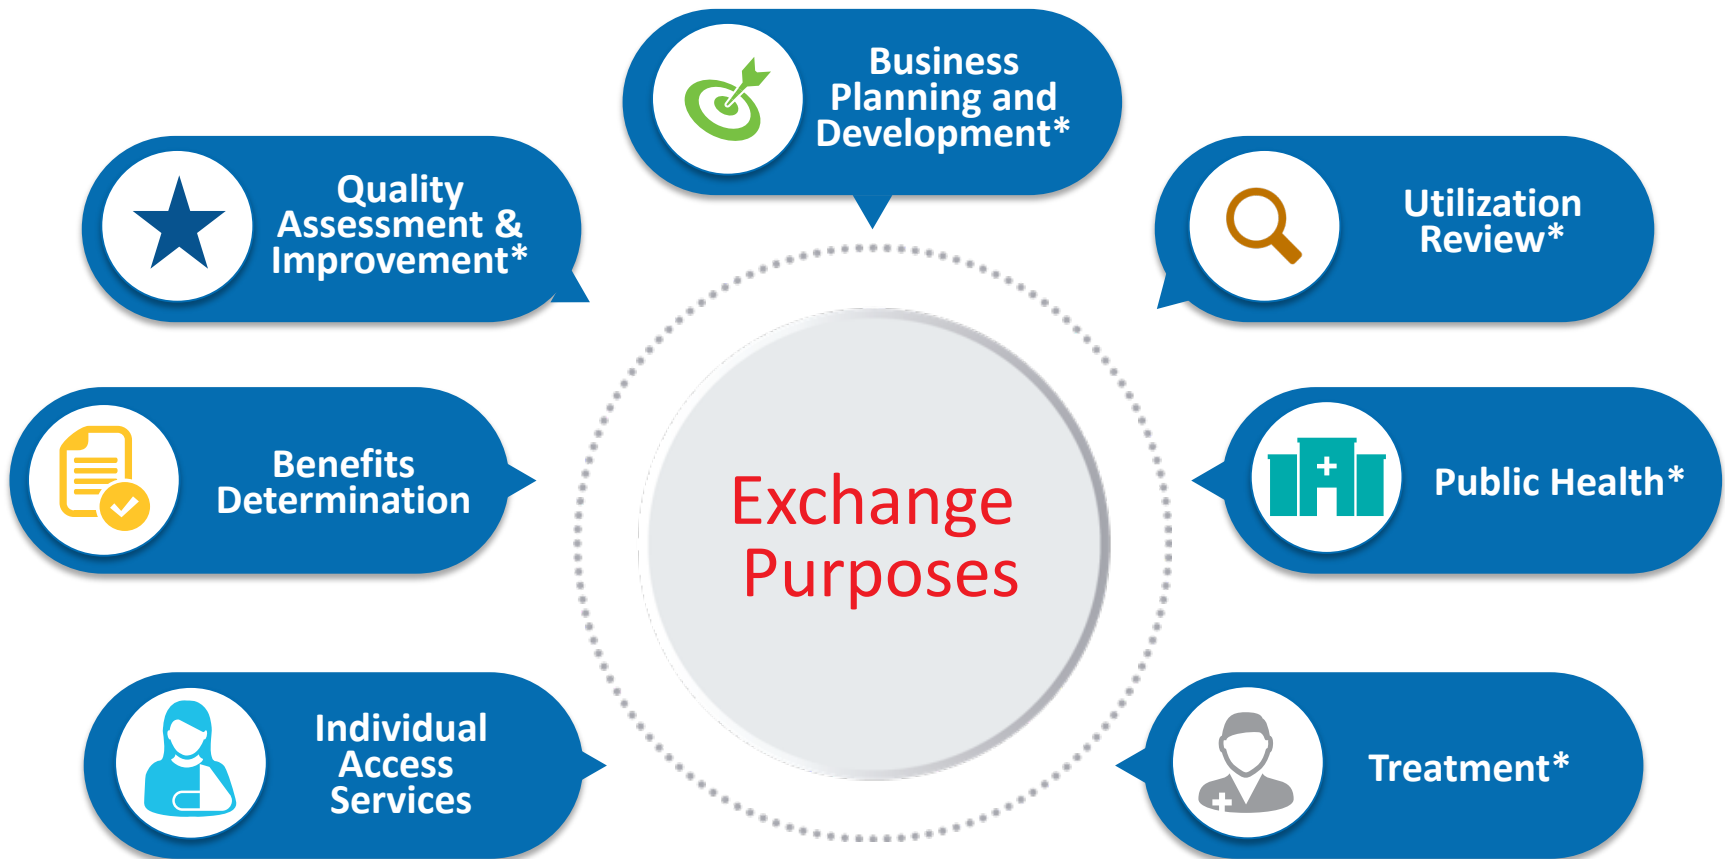 Business
Planning and
Development*
Quality
Assessment &
Improvement*
Utilization
Review*
Benefits
Determination
Exchange
Purposes
Public Health*
Individual
Access
Services
Treatment*